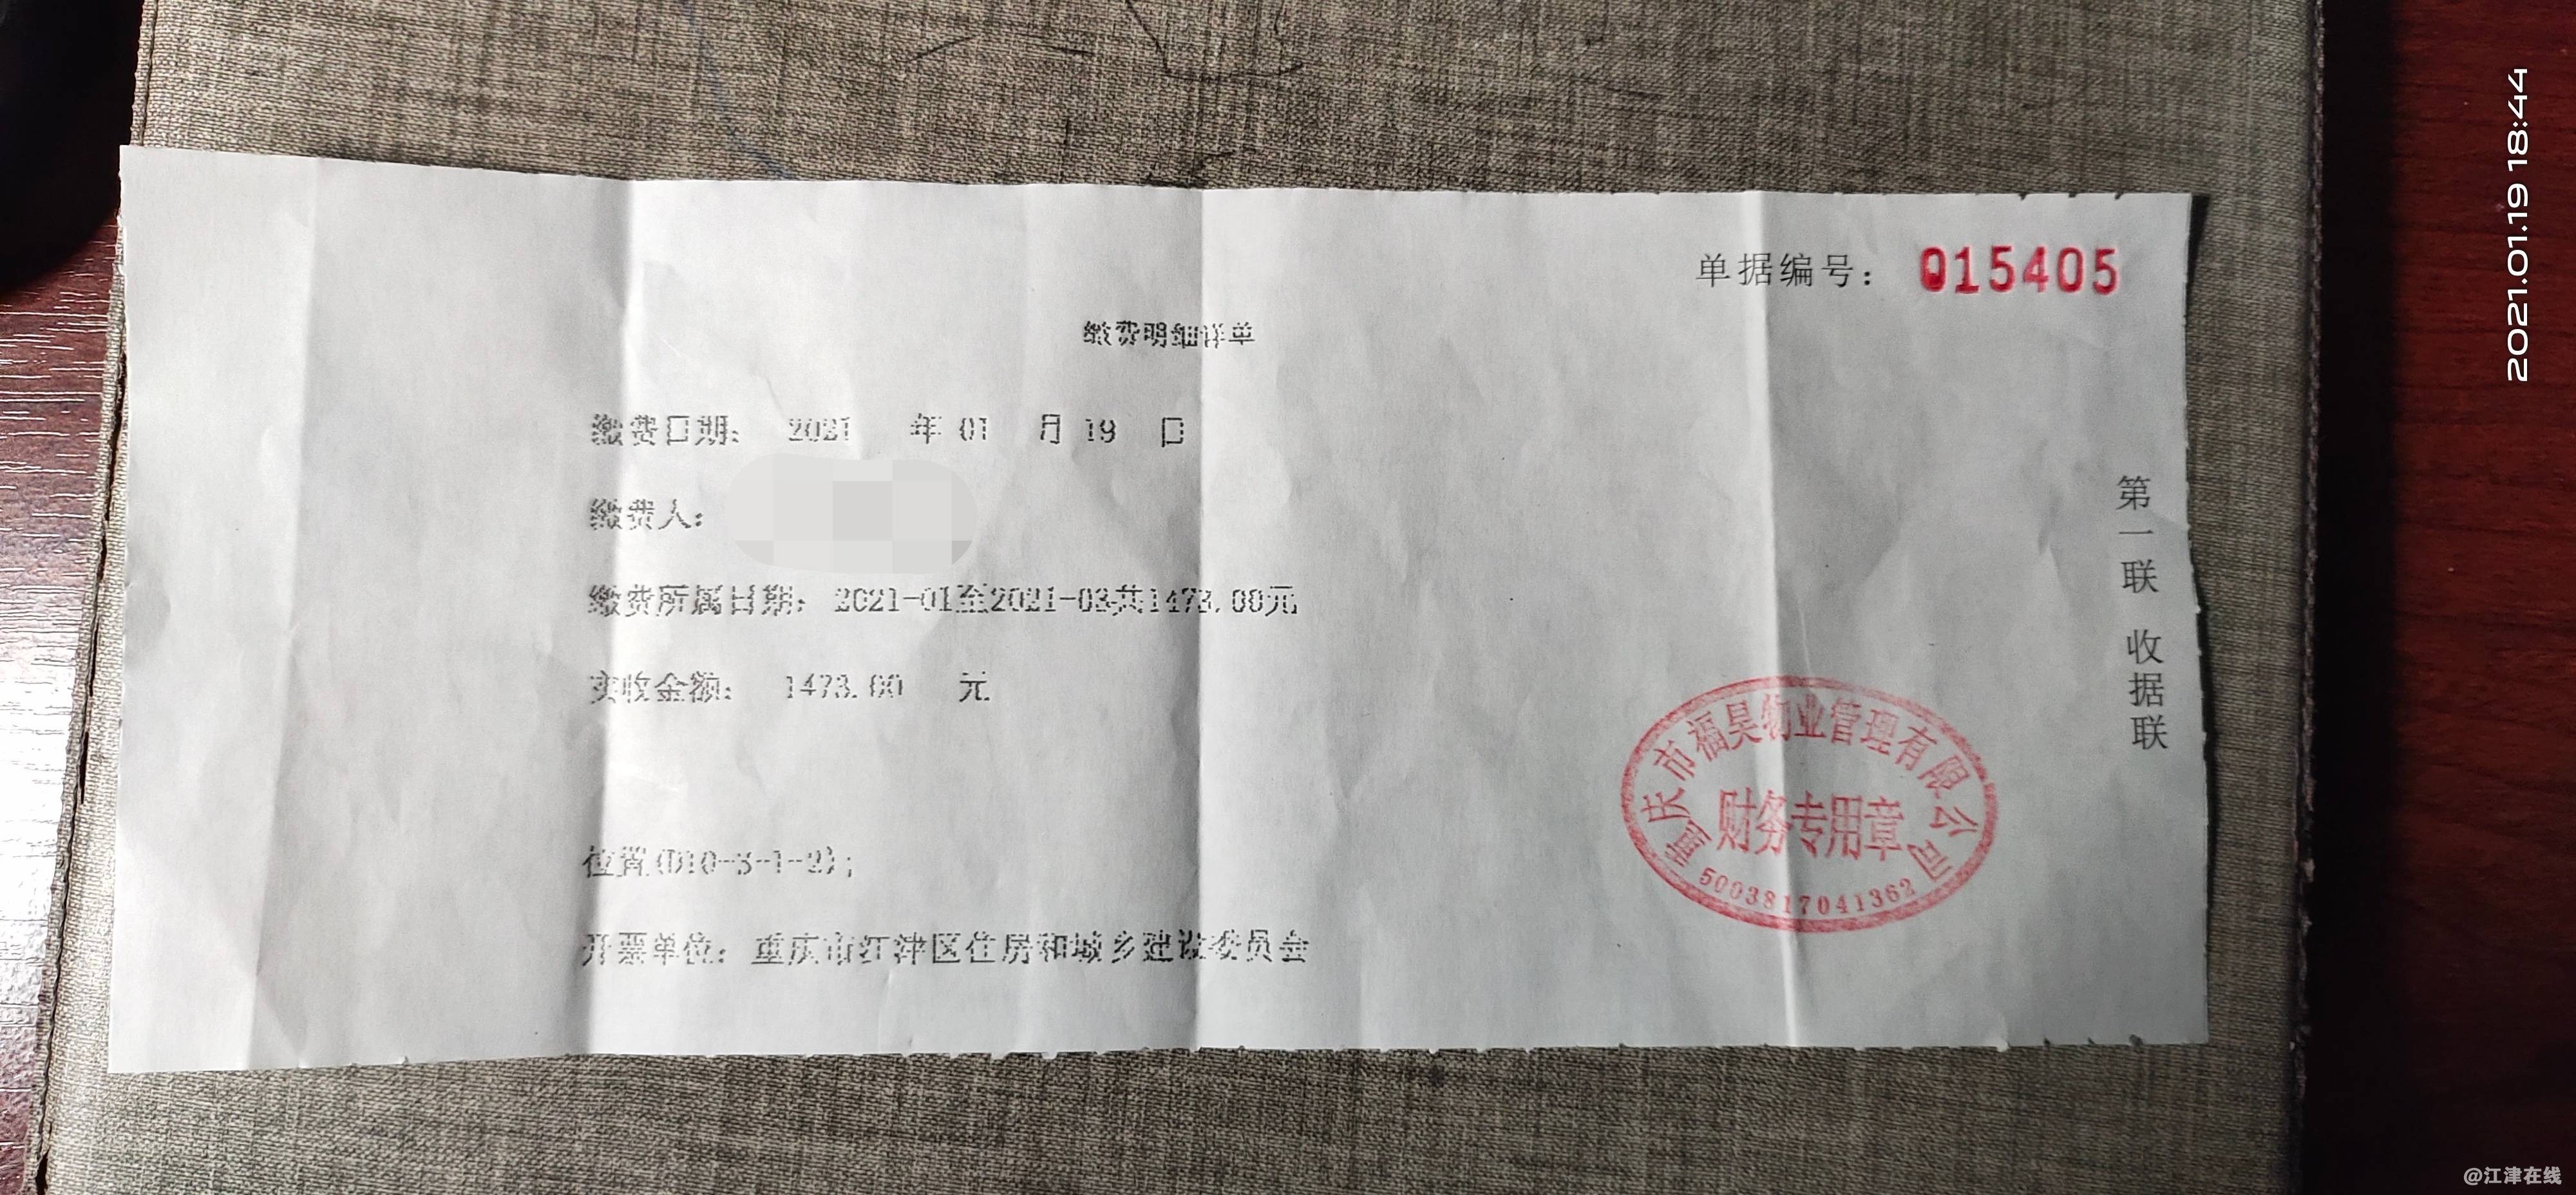 单据编号： 015405
缴费明细详单
缴费日期： 2021 年 01 月 19 日
缴费人：
缴费所属日期： 2021-01至2021-03共1473.00元
实收金额： 1473.00 元
位置(D10-3-1-2)；
开票单位： 重庆市江津区住房和城乡建设委员会
第一联 收据联
重庆市福昊物业管理有限公司
财务专用章
5003817041362
2021.01.19 18:44
@江津在线